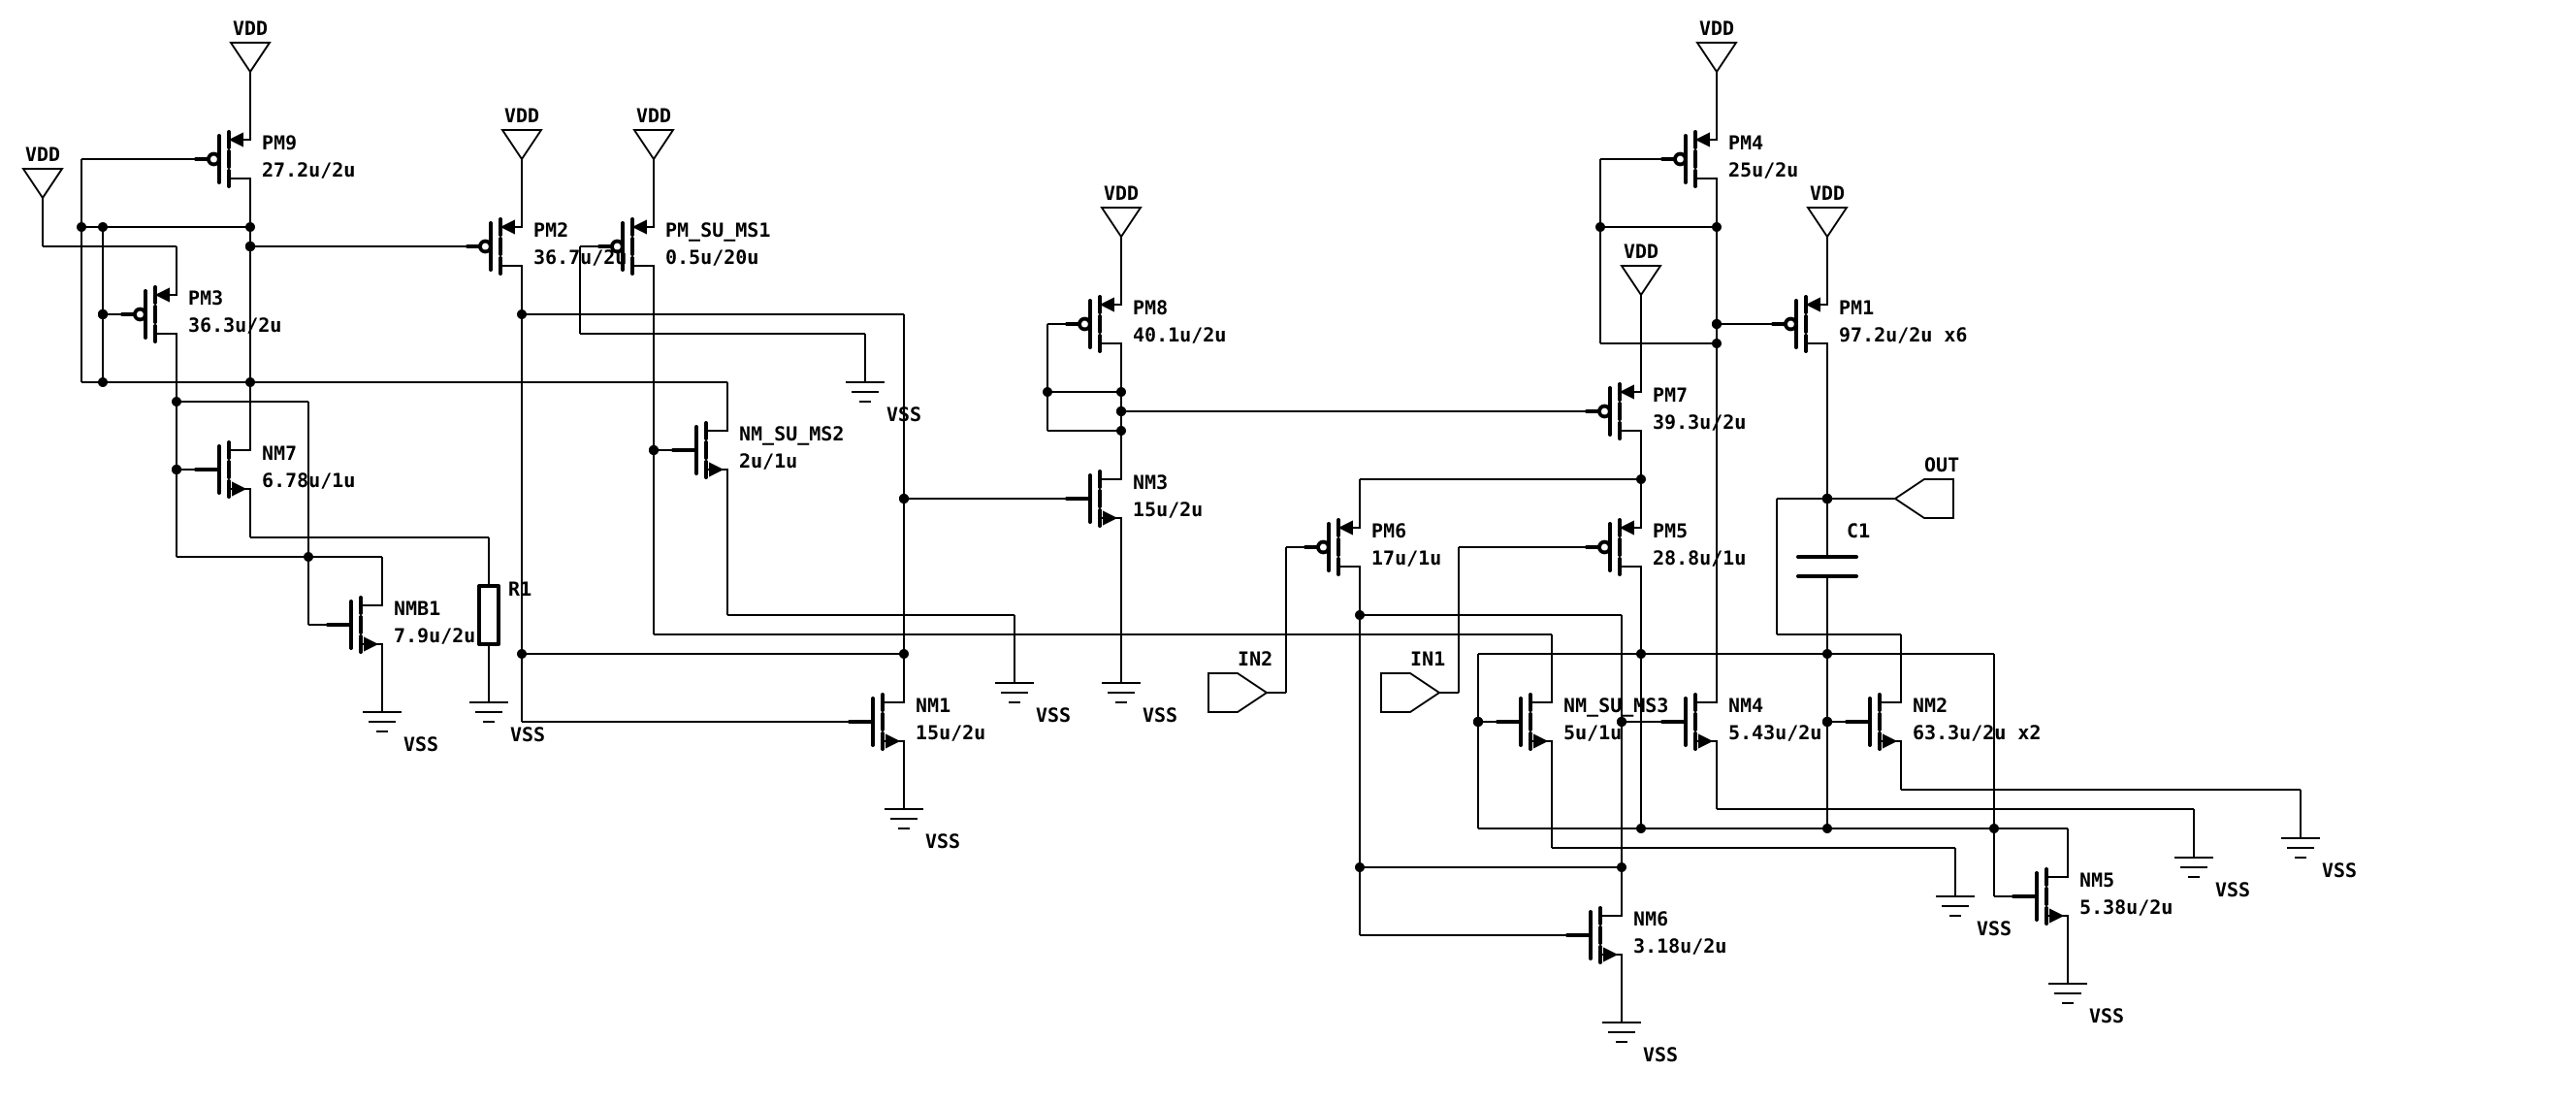 VDD
VDD
VDD
VDD
PM9
27.2u/2u
PM4
25u/2u
VDD
VDD
VDD
PM2
36.7u/2u
PM_SU_MS1
0.5u/20u
VDD
PM3
36.3u/2u
PM8
40.1u/2u
PM1
97.2u/2u x6
PM7
39.3u/2u
VSS
NM_SU_MS2
2u/1u
NM7
6.78u/1u
OUT
NM3
15u/2u
PM6
17u/1u
PM5
28.8u/1u
C1
R1
NMB1
7.9u/2u
IN2
IN1
NM1
15u/2u
NM_SU_MS3
5u/1u
NM4
5.43u/2u
NM2
63.3u/2u x2
VSS
VSS
VSS
VSS
VSS
VSS
VSS
NM5
5.38u/2u
NM6
3.18u/2u
VSS
VSS
VSS